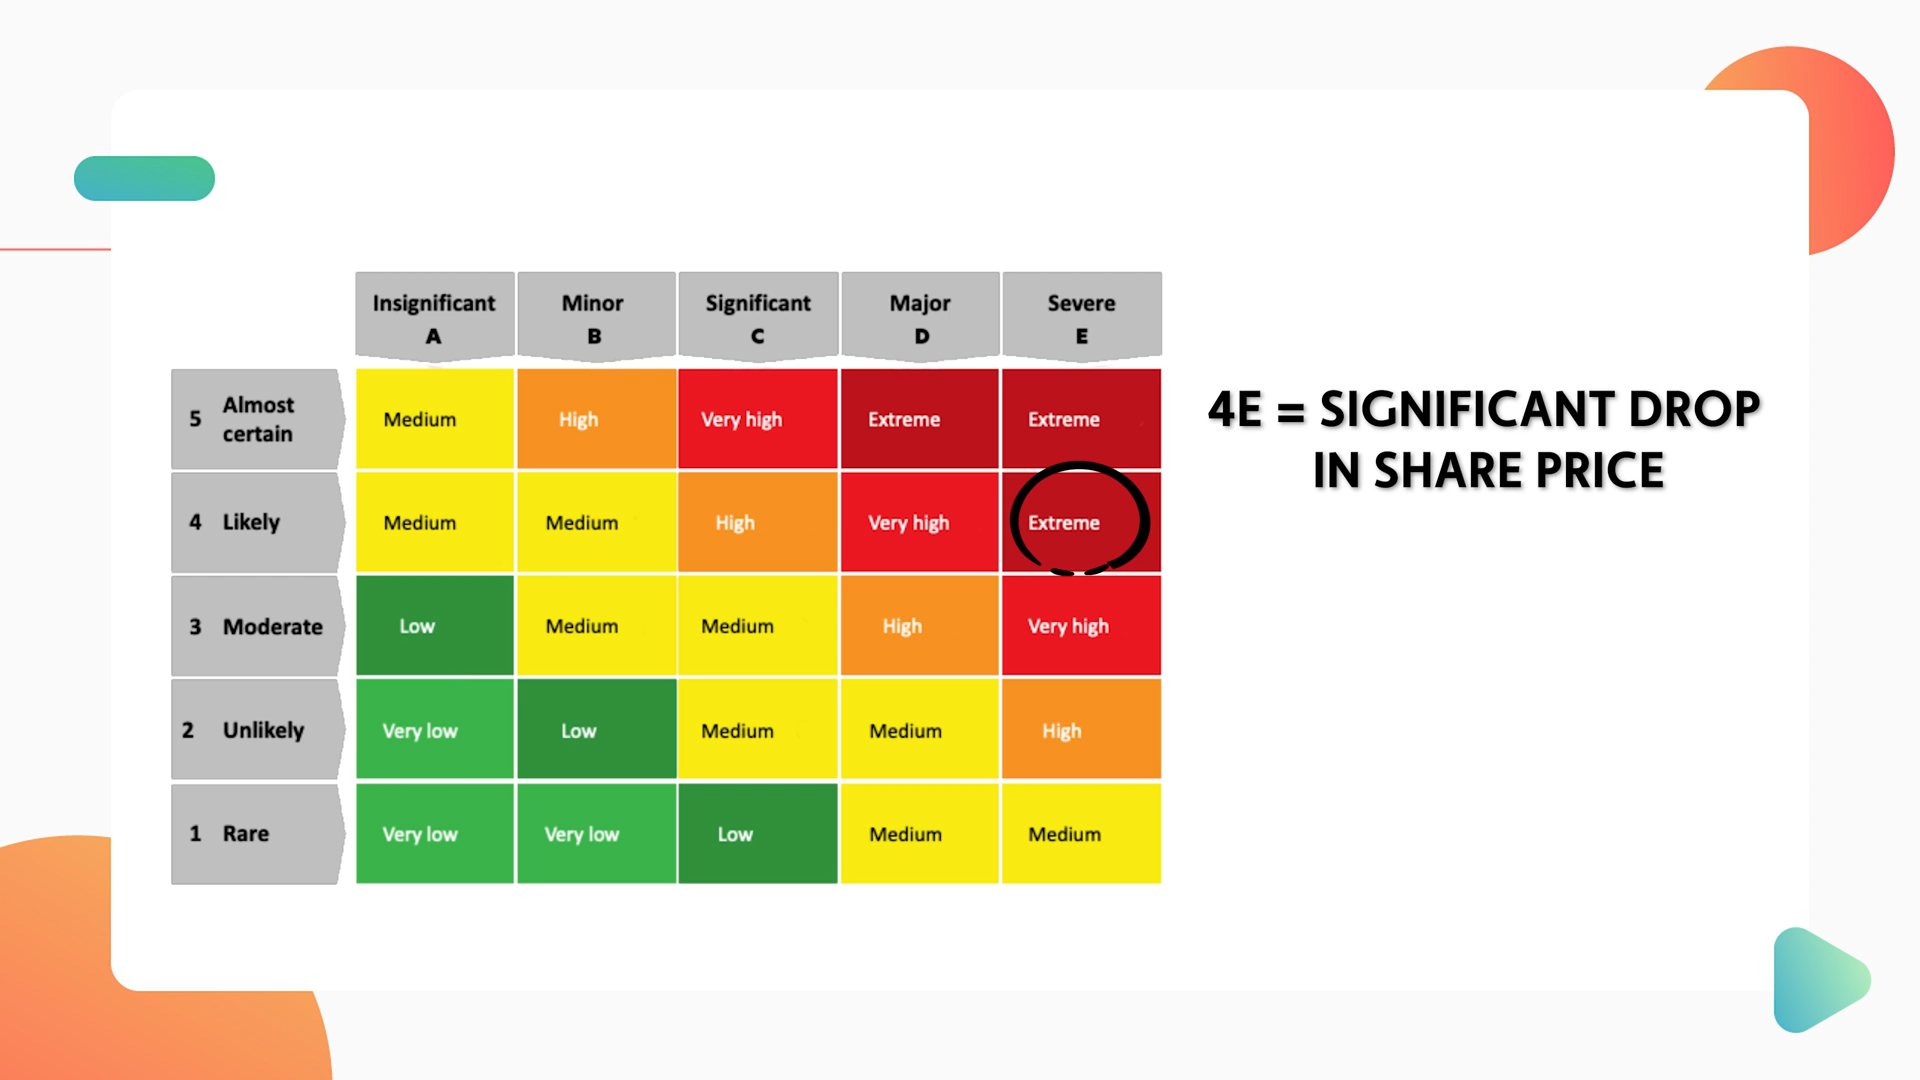 Insignificant Minor Significant Major Severe
A B C D E
5 Almost certain Medium High Very high Extreme Extreme
4 Likely Medium Medium High Very high Extreme
3 Moderate Low Medium Medium High Very high
2 Unlikely Very low Low Medium Medium High
1 Rare Very low Very low Low Medium Medium
4E = SIGNIFICANT DROP
IN SHARE PRICE